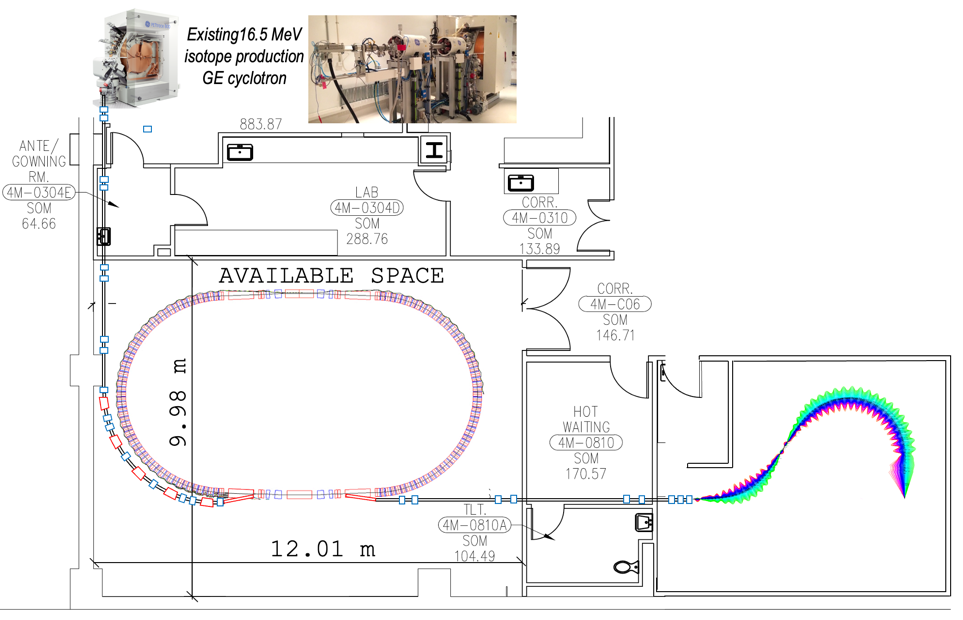 Existing16.5 MeV
isotope production
GE cyclotron
883.87
ANTE/
GOWNING
RM.
4M-0304E
SOM
64.66
LAB
4M-0304D
SOM
288.76
CORR.
4M-0310
SOM
133.89
AVAILABLE SPACE
CORR.
4M-C06
SOM
146.71
9.98 m
HOT
WAITING
4M-0810
SOM
170.57
TLT.
4M-0810A
SOM
104.49
12.01 m